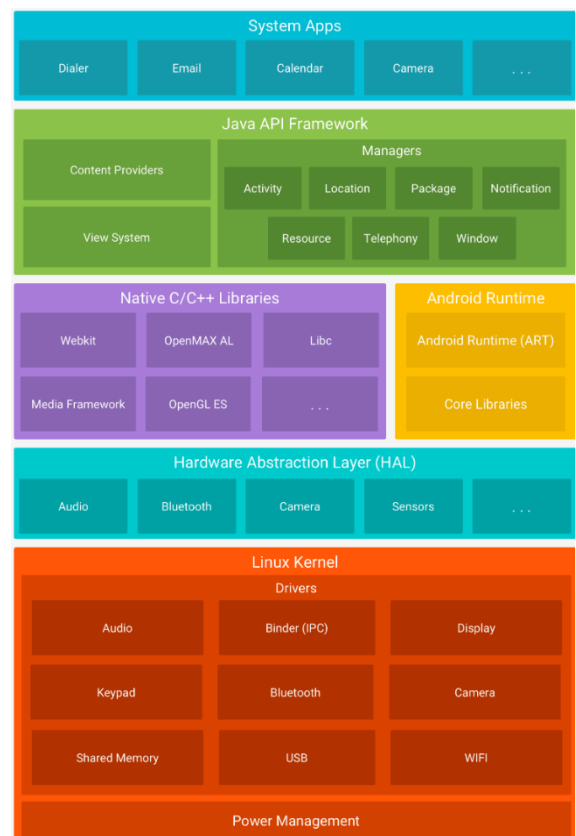 System Apps
Dialer
Email
Calendar
Camera
. . .
Java API Framework
Content Providers
View System
Managers
Activity
Location
Package
Notification
Resource
Telephony
Window
Native C/C++ Libraries
Webkit
OpenMAX AL
Libc
Media Framework
OpenGL ES
. . .
Android Runtime
Android Runtime (ART)
Core Libraries
Hardware Abstraction Layer (HAL)
Audio
Bluetooth
Camera
Sensors
. . .
Linux Kernel
Drivers
Audio
Binder (IPC)
Display
Keypad
Bluetooth
Camera
Shared Memory
USB
WIFI
Power Management